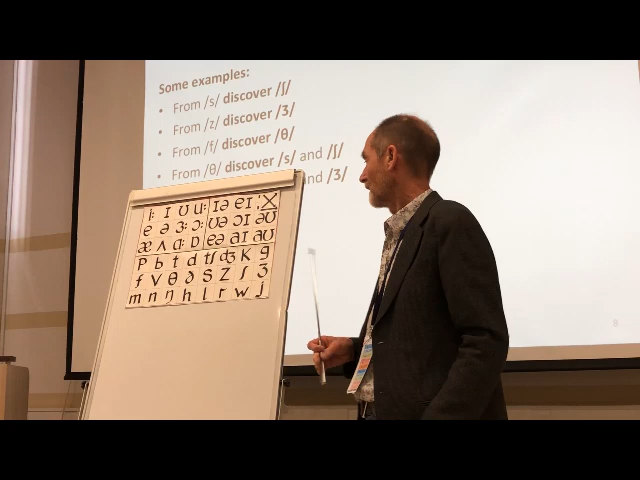 Some examples:
• From /s/ discover /ʃ/
• From /z/ discover /ʒ/
• From /f/ discover /θ/
• From /θ/ discover /s/ and /ʃ/
and /ʒ/
iː ɪ ʊ uː ɪə eɪ
e ə ɜː ɔː ʊə ɔɪ əʊ
æ ʌ ɑː ɒ eə aɪ aʊ
p b t d tʃ dʒ k g
f v θ ð s z ʃ ʒ
m n ŋ h l r w j